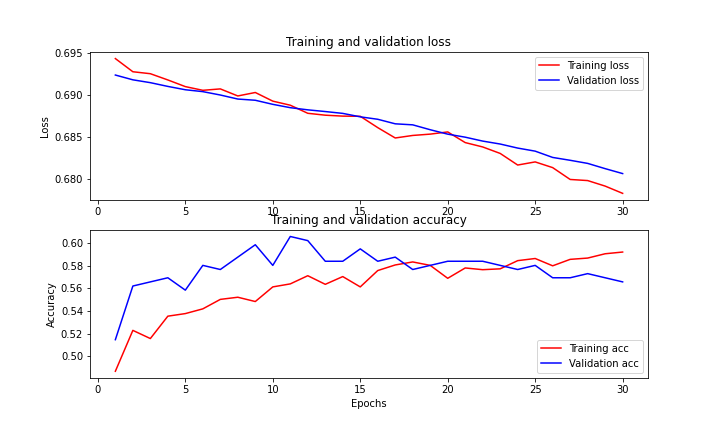 Training and validation loss
0.695
0.690
0.685
0.680
Loss
Training loss
Validation loss
0
5
10
15
20
25
30
Training and validation accuracy
0.60
0.58
0.56
0.54
0.52
0.50
Accuracy
Training acc
Validation acc
0
5
10
15
20
25
30
Epochs